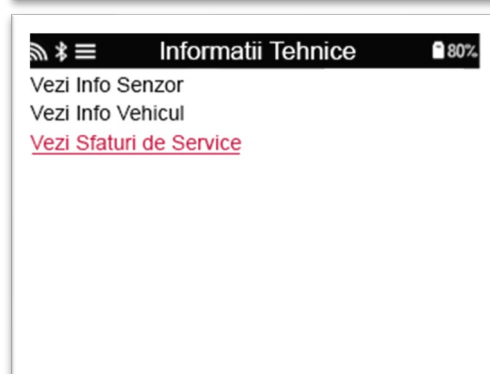 Informatii Tehnice 80%
Vezi Info Senzor
Vezi Info Vehicul
Vezi Sfaturi de Service